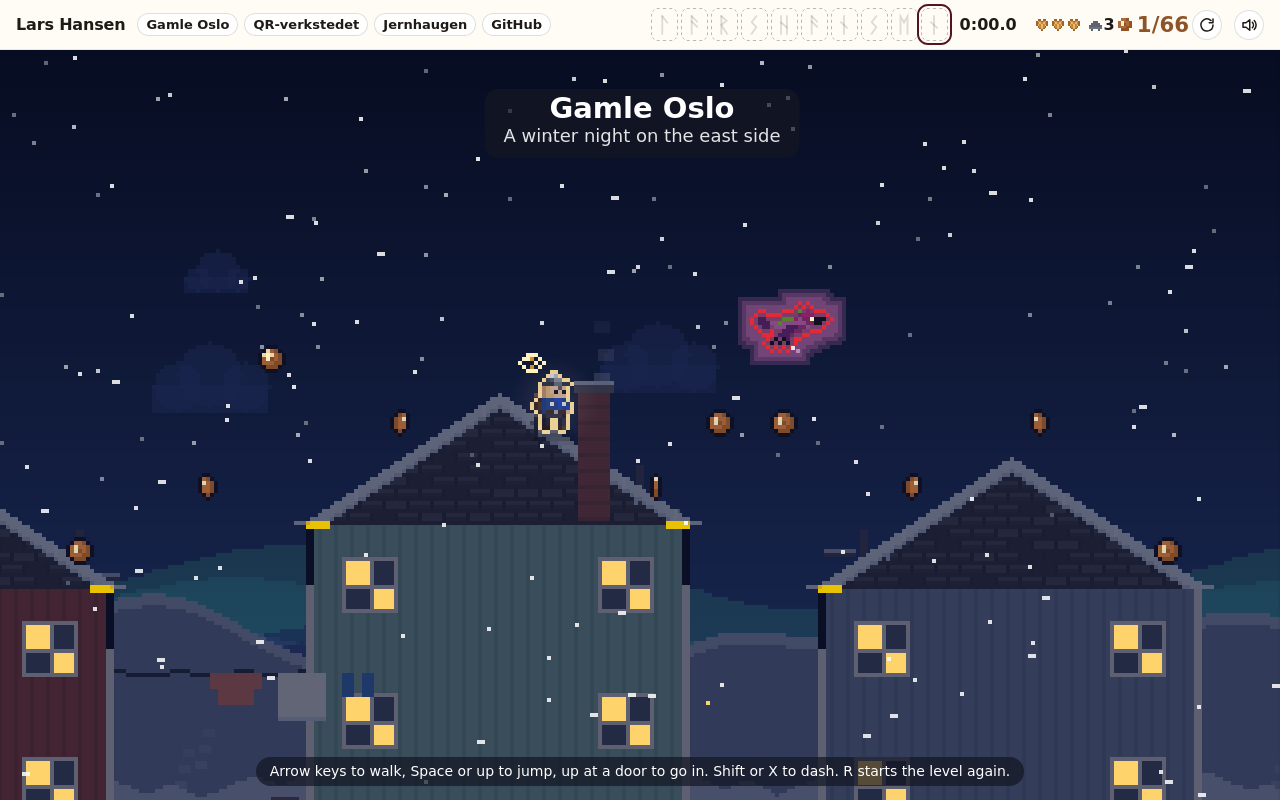 Lars Hansen Gamle Oslo QR-verkstedet Jernhaugen GitHub ᛚ ᚨ ᚱ ᛊ ᚺ ᚨ ᚾ ᛊ ᛖ ᚾ 0:00.0 3 1/66
Gamle Oslo
A winter night on the east side
Arrow keys to walk, Space or up to jump, up at a door to go in. Shift or X to dash. R starts the level again.